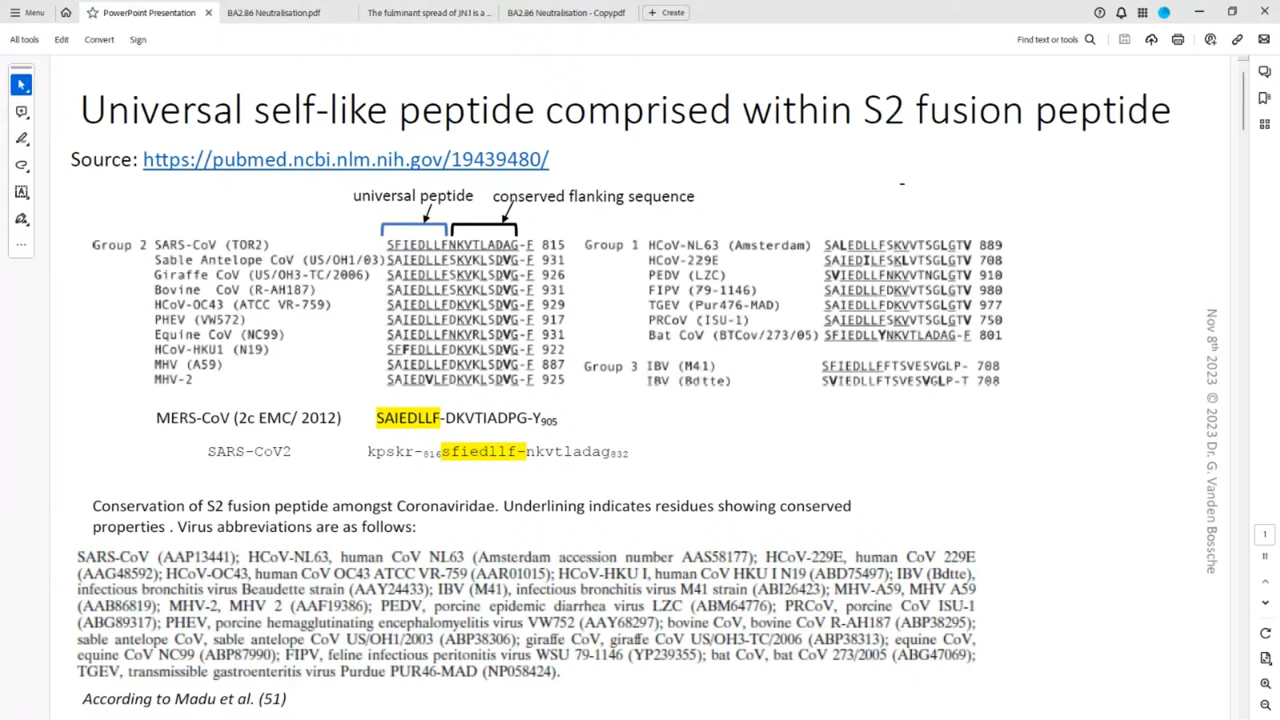 Menu
PowerPoint Presentation
BA2.86 Neutralisation.pdf
The fulminant spread of JN.1 is a ...
BA2.86 Neutralisation - Copypdf
Create
All tools Edit Convert Sign
Find text or tools
Universal self-like peptide comprised within S2 fusion peptide
Source: https://pubmed.ncbi.nlm.nih.gov/19439480/
universal peptide conserved flanking sequence
Group 2 SARS-CoV (TOR2) SFIEDLLFNKVTLADAG-F 815
Sable Antelope CoV (US/OH1/03) SAIEDLLFSKVKLSDVG-F 931
Giraffe CoV (US/OH3-TC/2006) SAIEDLLFSKVKLSDVG-F 926
Bovine CoV (R-AH187) SAIEDLLFSKVKLSDVG-F 931
HCoV-OC43 (ATCC VR-759) SAIEDLLFDKVKLSDVG-F 929
PHEV (VW572) SAIEDLLFDKVKLSDVG-F 917
Equine CoV (NC99) SAIEDLLFDKVKLSDVG-F 931
HCoV-HKU1 (N19) SFFEDLLFDKVKLSDVG-F 922
MHV (A59) SAIEDLLFDKVKLSDVG-F 887
MHV-2 SAIEDVLFDKVKLSDVG-F 925
Group 1 HCoV-NL63 (Amsterdam) SALEDLLFSKVVTSGLGTV 889
HCoV-229E SAIEDILFSKLVTSGLGTV 708
PEDV (LZC) SVIEDLLFNKVVTNGLGTV 910
FIPV (79-1146) SAVEDLLFDKVVTSGLGTV 980
TGEV (Pur476-MAD) SAIEDLLFDKVVTSGLGTV 977
PRCoV (ISU-1) SAIEDLLFDKVVTSGLGTV 750
Bat CoV (BTCov/273/05) SFIEDLLYNKVTLADAG-F 801
Group 3 IBV (M41) SFIEDLLFTSVESVGLP- 708
IBV (Bdtte) SVIEDLLFTSVESVGLP-T 708
MERS-CoV (2c EMC/ 2012) SAIEDLLF-DKVTIADPG-Y905
SARS-CoV2 kpskr-816sfiedllf-nkvtladag832
Conservation of S2 fusion peptide amongst Coronaviridae. Underlining indicates residues showing conserved
properties . Virus abbreviations are as follows:
SARS-CoV (AAP13441); HCoV-NL63, human CoV NL63 (Amsterdam accession number AAS58177); HCoV-229E, human CoV 229E
(AAG48592); HCoV-OC43, human CoV OC43 ATCC VR-759 (AAR01015); HCoV-HKU I, human CoV HKU I N19 (ABD75497); IBV (Bdtte),
infectious bronchitis virus Beaudette strain (AAY24433); IBV (M41), infectious bronchitis virus M41 strain (ABI26423); MHV-A59, MHV A59
(AAB86819); MHV-2, MHV 2 (AAF19386); PEDV, porcine epidemic diarrhea virus LZC (ABM64776); PRCoV, porcine CoV ISU-1
(ABG89317); PHEV, porcine hemagglutinating encephalomyelitis virus VW752 (AAY68297); bovine CoV, bovine CoV R-AH187 (ABP38295);
sable antelope CoV, sable antelope CoV US/OH1/2003 (ABP38306); giraffe CoV, giraffe CoV US/OH3-TC/2006 (ABP38313); equine CoV,
equine CoV NC99 (ABP87990); FIPV, feline infectious peritonitis virus WSU 79-1146 (YP239355); bat CoV, bat CoV 273/2005 (ABG47069);
TGEV, transmissible gastroenteritis virus Purdue PUR46-MAD (NP058424).
According to Madu et al. (51)
Nov 8th 2023 © 2023 Dr. G. Vanden Bossche
1
11